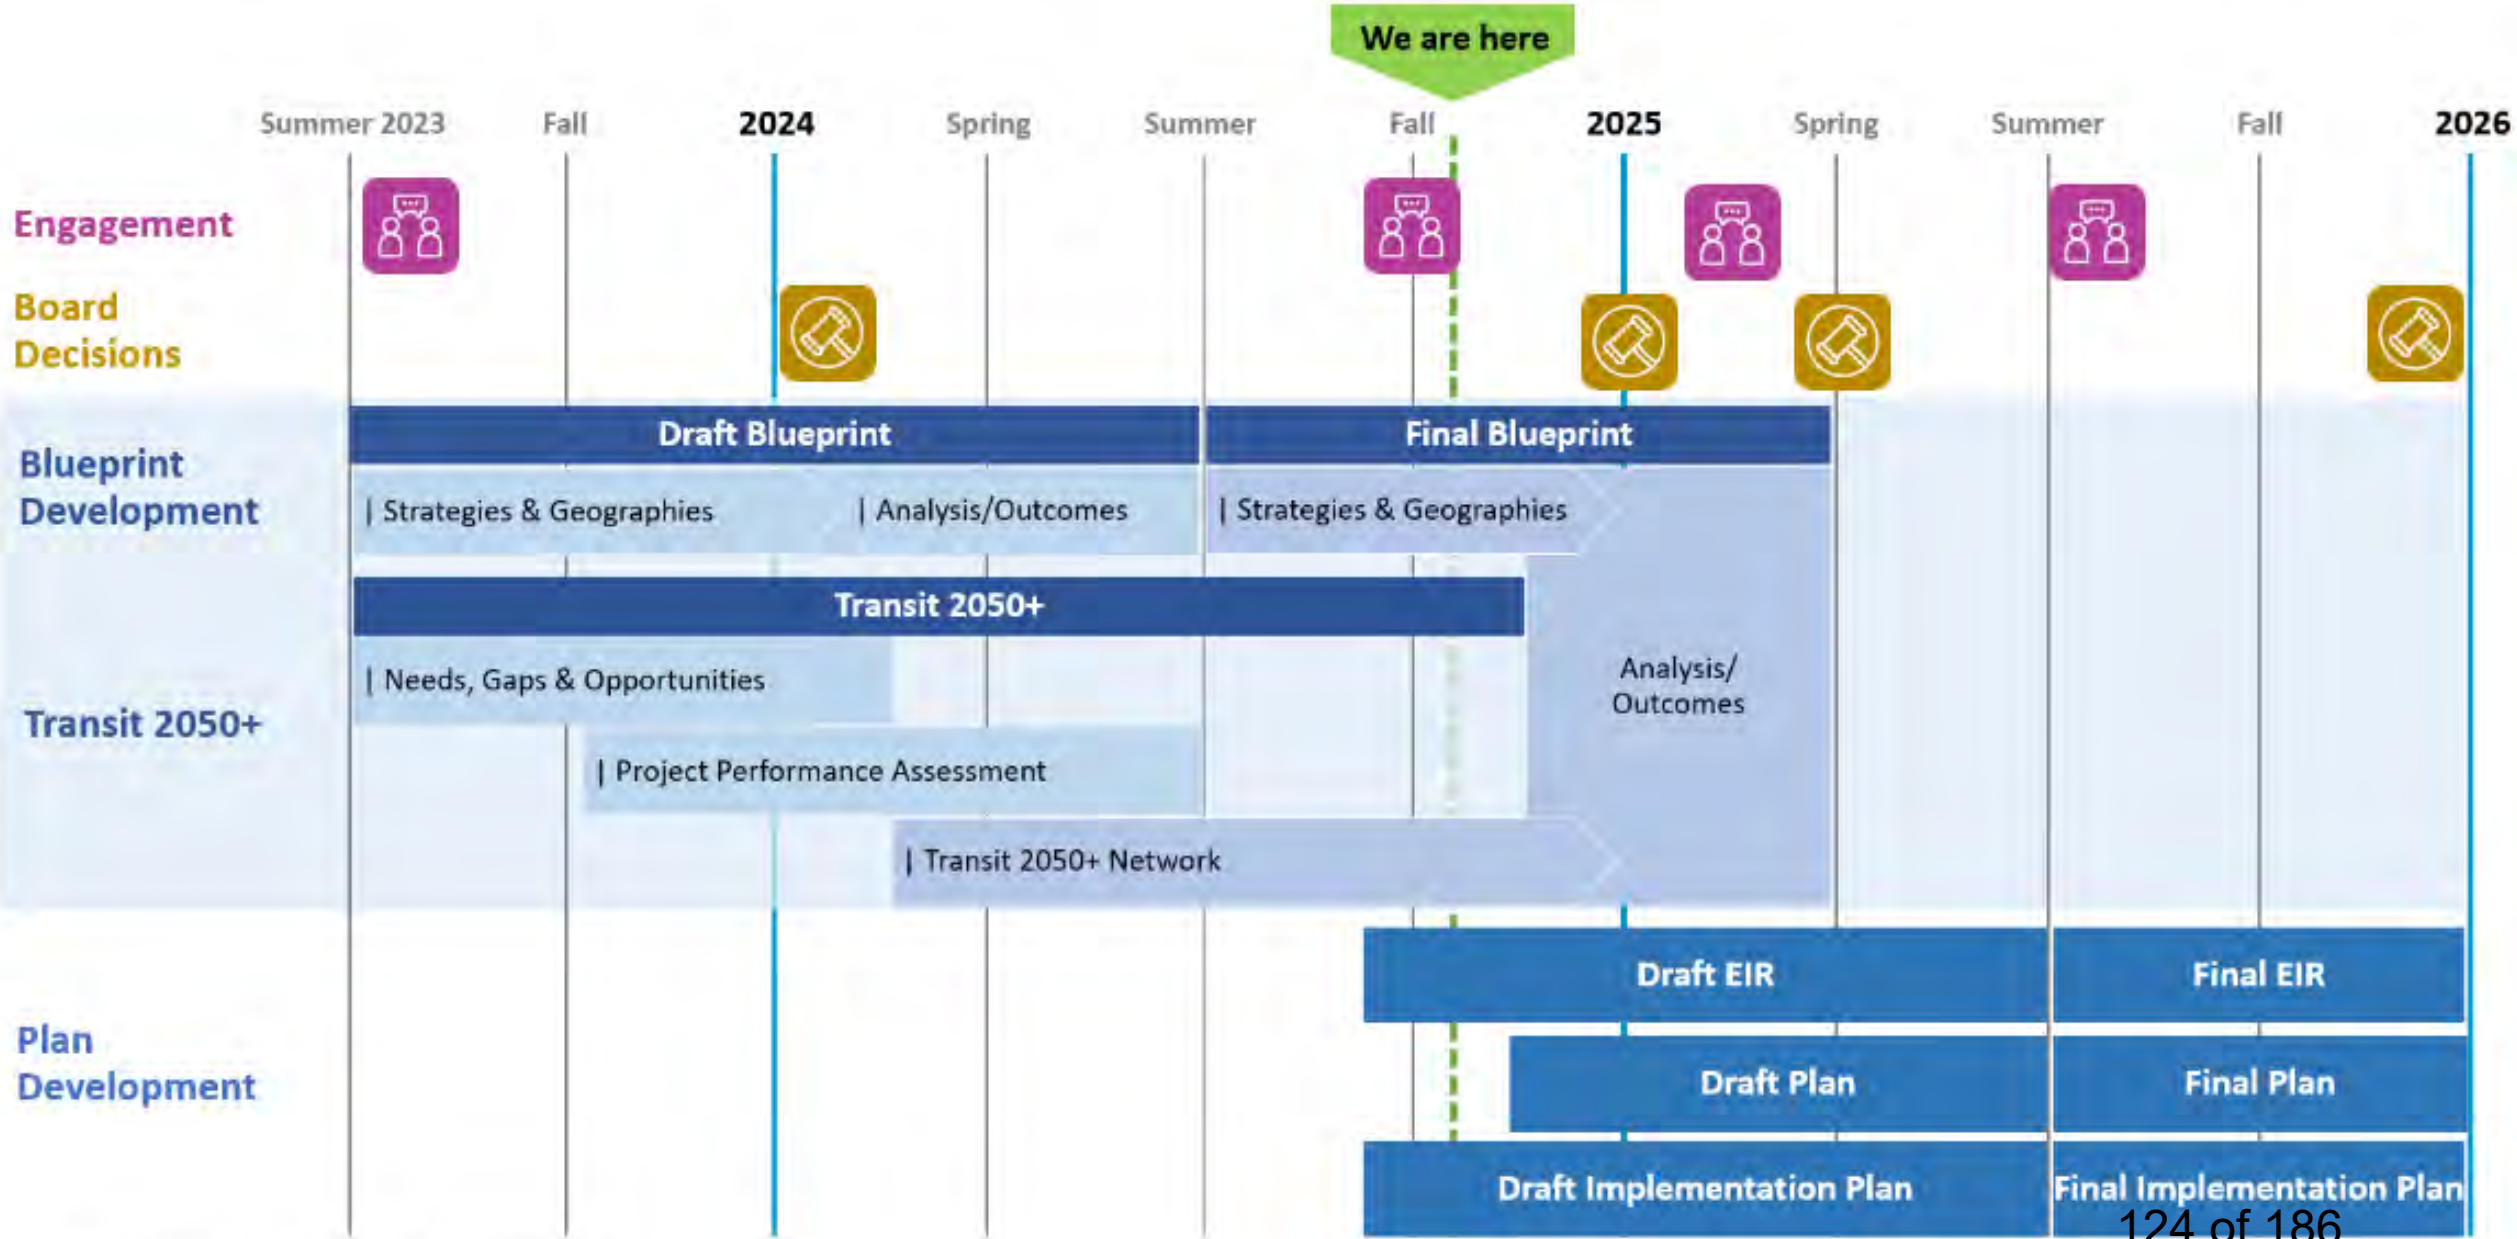 We are here
Summer 2023 Fall 2024 Spring Summer Fall 2025 Spring Summer Fall 2026
Engagement
Board
Decisions
Blueprint
Development
Draft Blueprint
Final Blueprint
| Strategies & Geographies
| Analysis/Outcomes
| Strategies & Geographies
Transit 2050+
Transit 2050+
| Needs, Gaps & Opportunities
| Project Performance Assessment
| Transit 2050+ Network
Analysis/
Outcomes
Plan
Development
Draft EIR
Final EIR
Draft Plan
Final Plan
Draft Implementation Plan
Final Implementation Plan
124 of 186